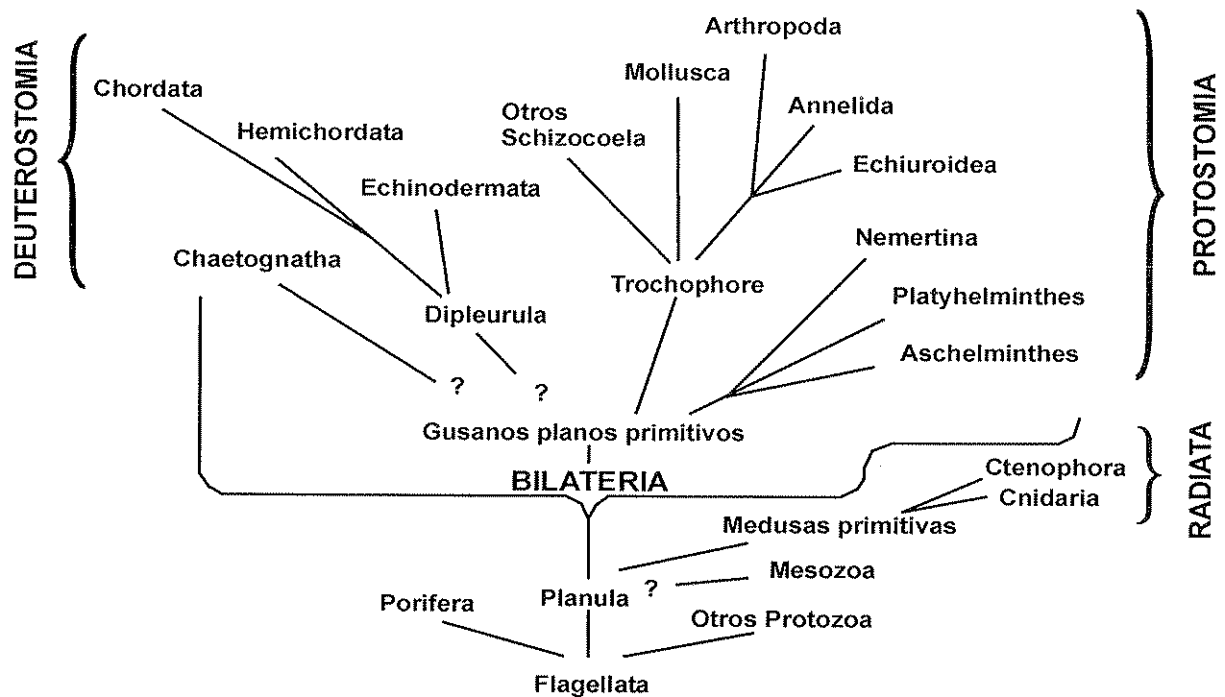 Arthropoda
Mollusca
Chordata
Otros
Schizocoela
Annelida
Hemichordata
Echiuroidea
Echinodermata
DEUTEROSTOMIA
PROTOSTOMIA
Chaetognatha
Nemertina
Trochophore
Platyhelminthes
Dipleurula
Aschelminthes
?
?
Gusanos planos primitivos
BILATERIA
Ctenophora
Cnidaria
RADIATA
Medusas primitivas
Mesozoa
Planula
?
Porifera
Otros Protozoa
Flagellata